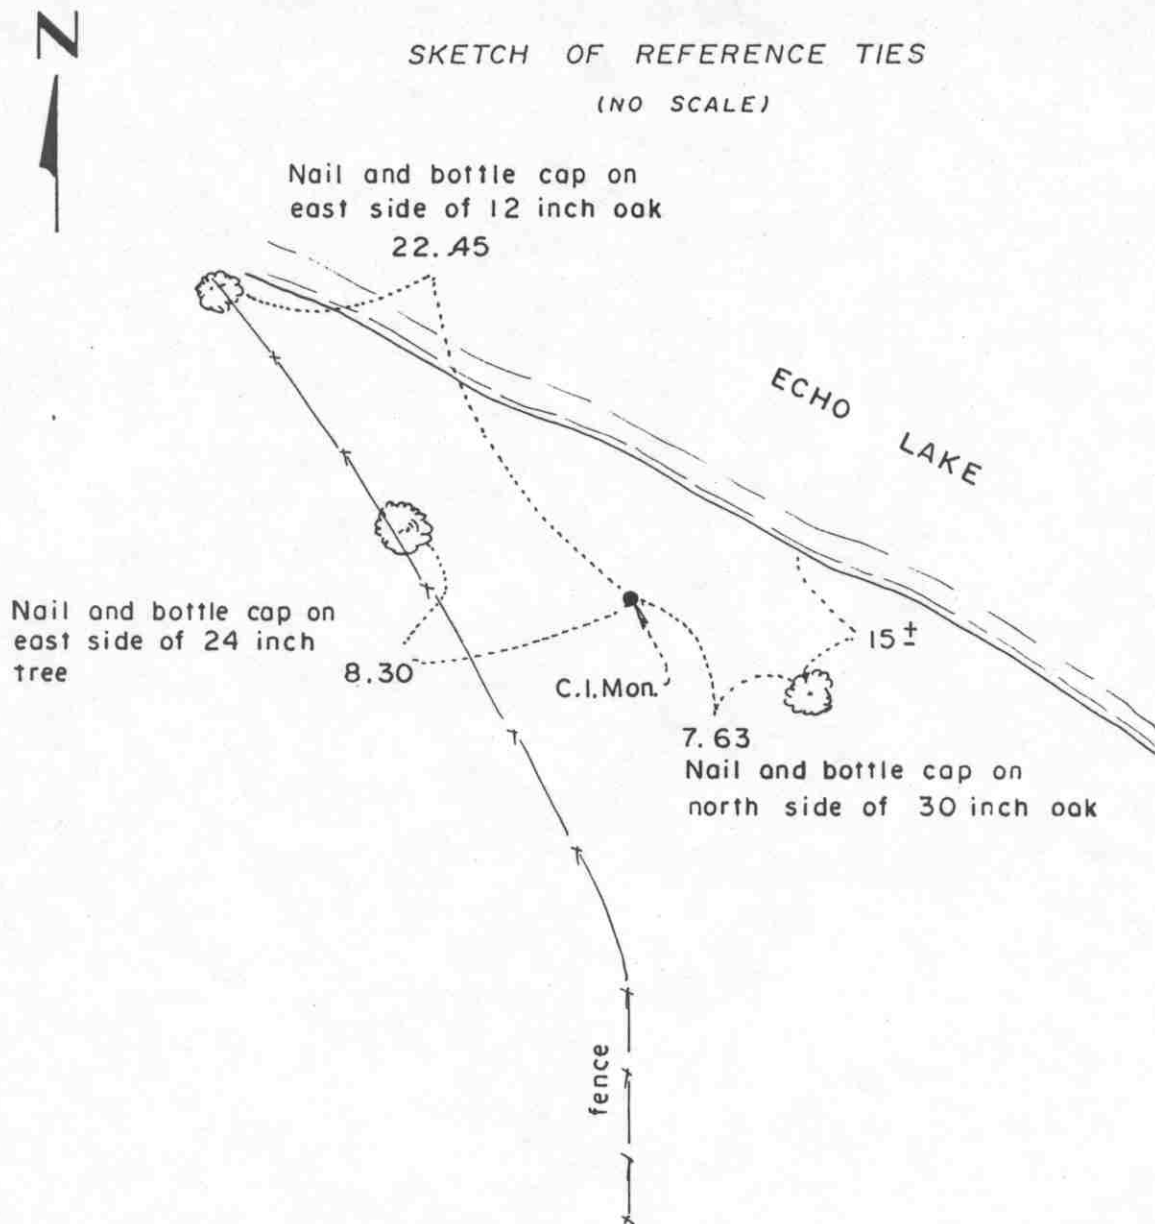 N
SKETCH OF REFERENCE TIES
(NO SCALE)
Nail and bottle cap on
east side of 12 inch oak
22.45
ECHO
LAKE
Nail and bottle cap on
east side of 24 inch
tree
8.30
C.I.Mon.
15±
7.63
Nail and bottle cap on
north side of 30 inch oak
fence